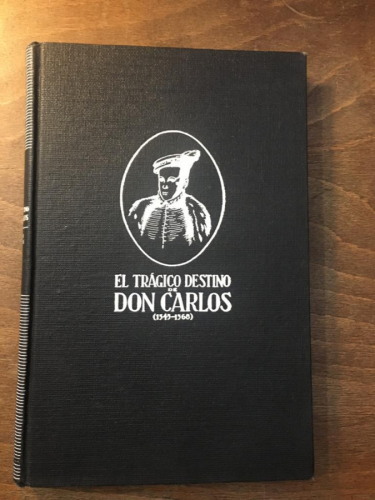 EL TRÁGICO DESTINO
DE
DON CARLOS
(1545-1568)